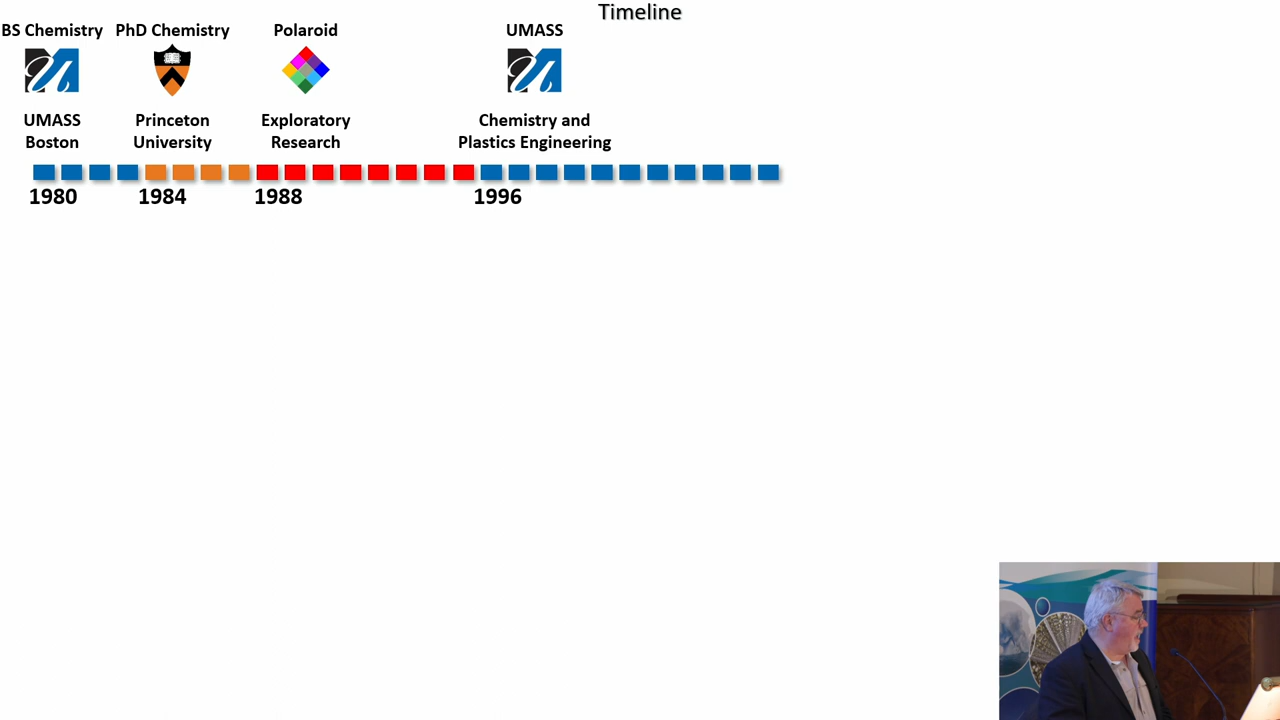 Timeline
BS Chemistry PhD Chemistry Polaroid UMASS
UMASS Boston
Princeton University
Exploratory Research
Chemistry and Plastics Engineering
1980 1984 1988 1996